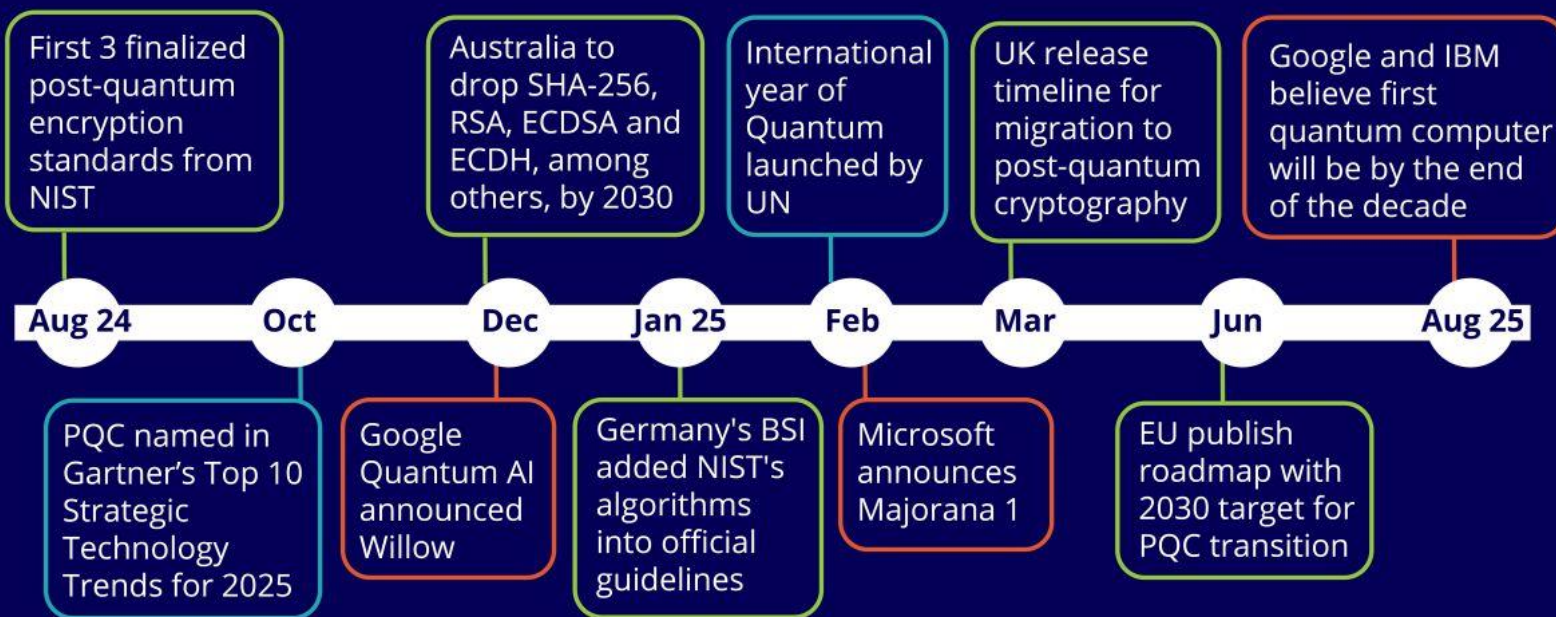 First 3 finalized
post-quantum
encryption
standards from
NIST
Australia to
drop SHA-256,
RSA, ECDSA and
ECDH, among
others, by 2030
International
year of
Quantum
launched by
UN
UK release
timeline for
migration to
post-quantum
cryptography
Google and IBM
believe first
quantum computer
will be by the end
of the decade
Aug 24
Oct
Dec
Jan 25
Feb
Mar
Jun
Aug 25
PQC named in
Gartner’s Top 10
Strategic
Technology
Trends for 2025
Google
Quantum AI
announced
Willow
Germany's BSI
added NIST's
algorithms
into official
guidelines
Microsoft
announces
Majorana 1
EU publish
roadmap with
2030 target for
PQC transition